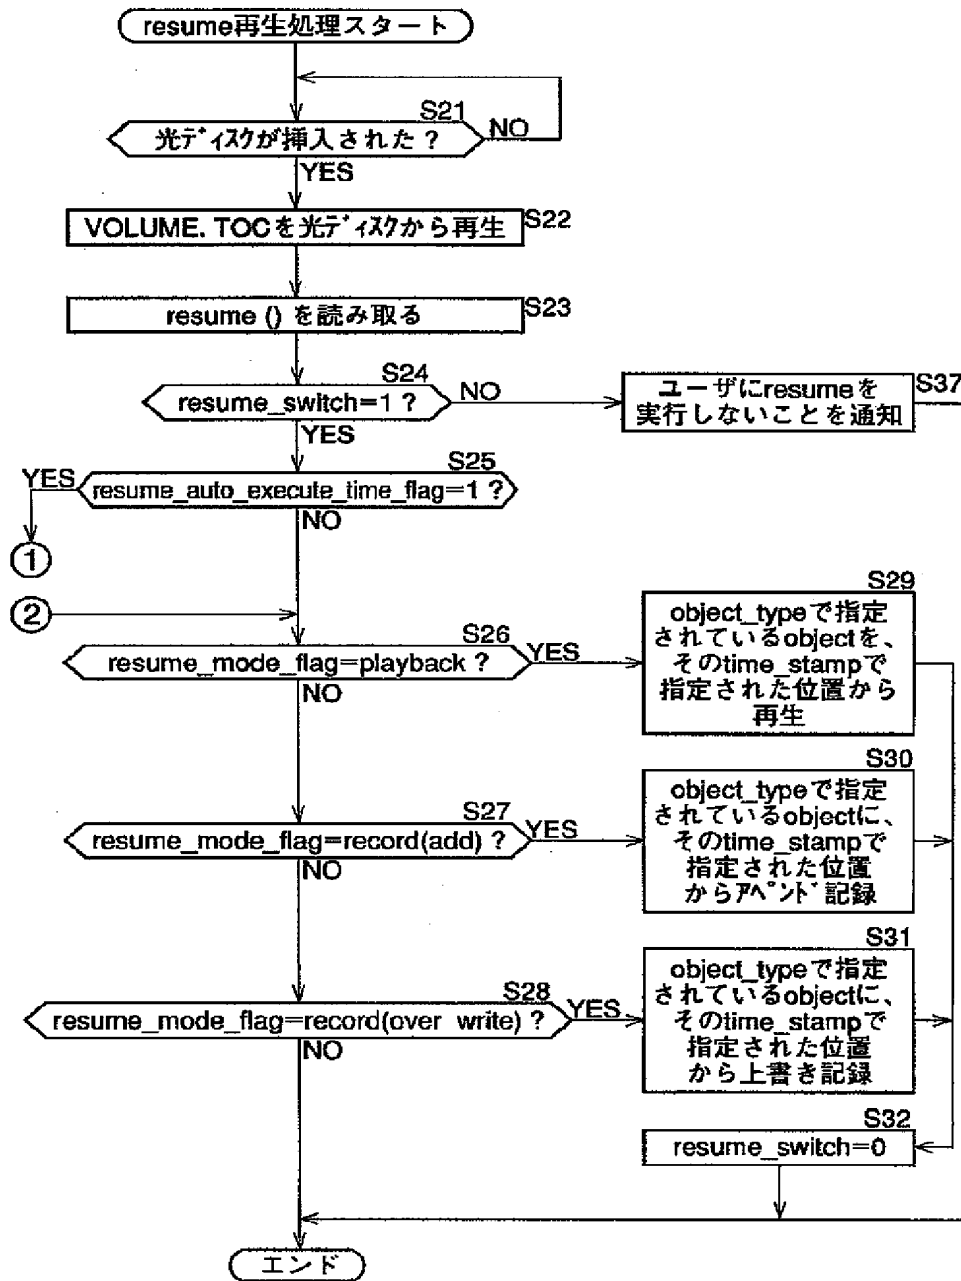 resume再生処理スタート
S21
光ディスクが挿入された?
NO
YES
VOLUME. TOCを光ディスクから再生
S22
resume () を読み取る
S23
S24
resume_switch=1 ?
NO
YES
ユーザにresumeを
実行しないことを通知
S37
S25
YES
resume_auto_execute_time_flag=1 ?
NO
①
②
S26
resume_mode_flag=playback ?
YES
NO
S29
object_typeで指定
されているobjectを、
そのtime_stampで
指定された位置から
再生
S27
resume_mode_flag=record(add) ?
YES
NO
S30
object_typeで指定
されているobjectに、
そのtime_stampで
指定された位置
からアペンド記録
S28
resume_mode_flag=record(over write) ?
YES
NO
S31
object_typeで指定
されているobjectに、
そのtime_stampで
指定された位置
から上書き記録
S32
resume_switch=0
エンド